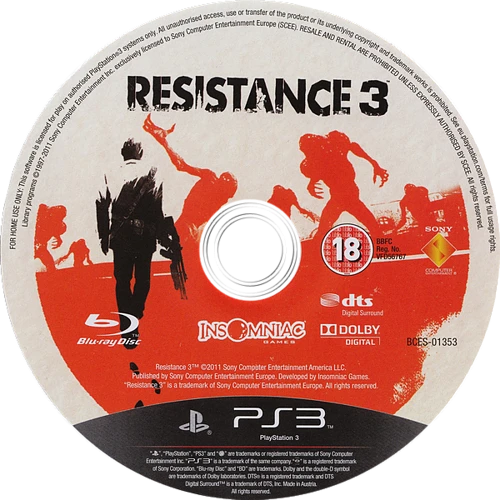 FOR HOME USE ONLY: This software is licensed for play on authorised PlayStation®3 systems only. All unauthorised access, use or transfer of the product or its underlying copyright and trademark works is prohibited. See eu.playstation.com/terms for full usage rights.
Library programs © 1997-2011 Sony Computer Entertainment Inc. exclusively licensed to Sony Computer Entertainment Europe (SCEE). RESALE AND RENTAL ARE PROHIBITED UNLESS EXPRESSLY AUTHORISED BY SCEE. All rights reserved.
RESISTANCE 3
18
BBFC
Reg. No.
VFD56767
SONY
COMPUTER
ENTERTAINMENT
Blu-ray Disc
INSOMNIAC
GAMES
dts
Digital Surround
DOLBY
DIGITAL
BCES-01353
Resistance 3™ ©2011 Sony Computer Entertainment America LLC.
Published by Sony Computer Entertainment Europe. Developed by Insomniac Games.
"Resistance 3" is a trademark of Sony Computer Entertainment Europe. All rights reserved.
PS3
PlayStation 3
"PlayStation", "PS3" and are trademarks or registered trademarks of Sony Computer
Entertainment Inc. "PS3" is a trademark of the same company. is a registered trademark
of Sony Corporation. "Blu-ray Disc" and "BD" are trademarks. Dolby and the double-D symbol
are trademarks of Dolby laboratories. DTS® is a registered trademark and DTS
Digital Surround™ is a trademark of DTS, Inc. Made in Austria.
All rights reserved.